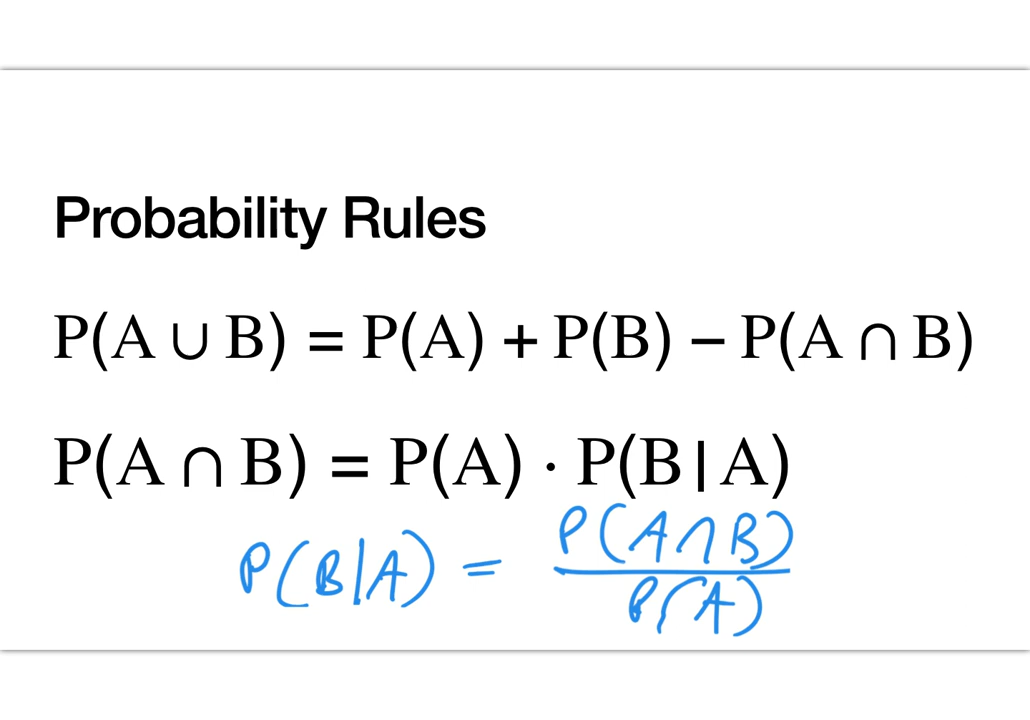 Probability Rules
P(A ∪ B) = P(A) + P(B) − P(A ∩ B)
P(A ∩ B) = P(A) · P(B | A)
P(B|A) = P(A∩B)
P(A)